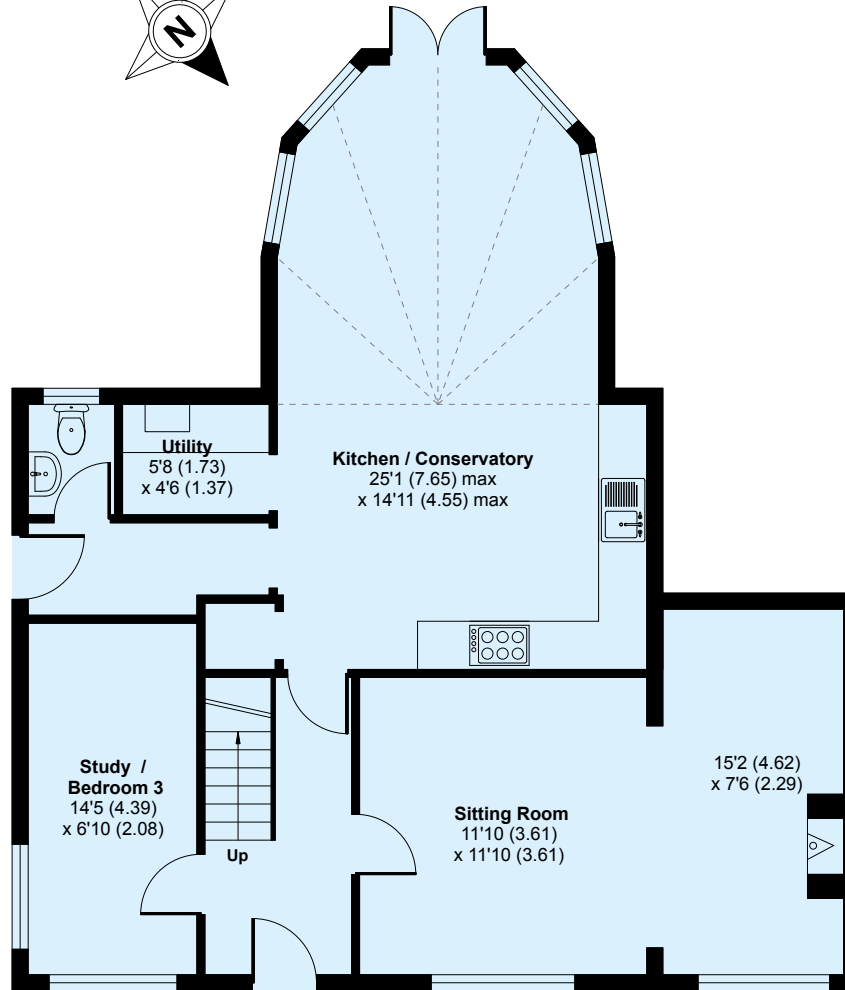 N
Utility
5'8 (1.73)
x 4'6 (1.37)
Kitchen / Conservatory
25'1 (7.65) max
x 14'11 (4.55) max
Study /
Bedroom 3
14'5 (4.39)
x 6'10 (2.08)
Up
Sitting Room
11'10 (3.61)
x 11'10 (3.61)
15'2 (4.62)
x 7'6 (2.29)